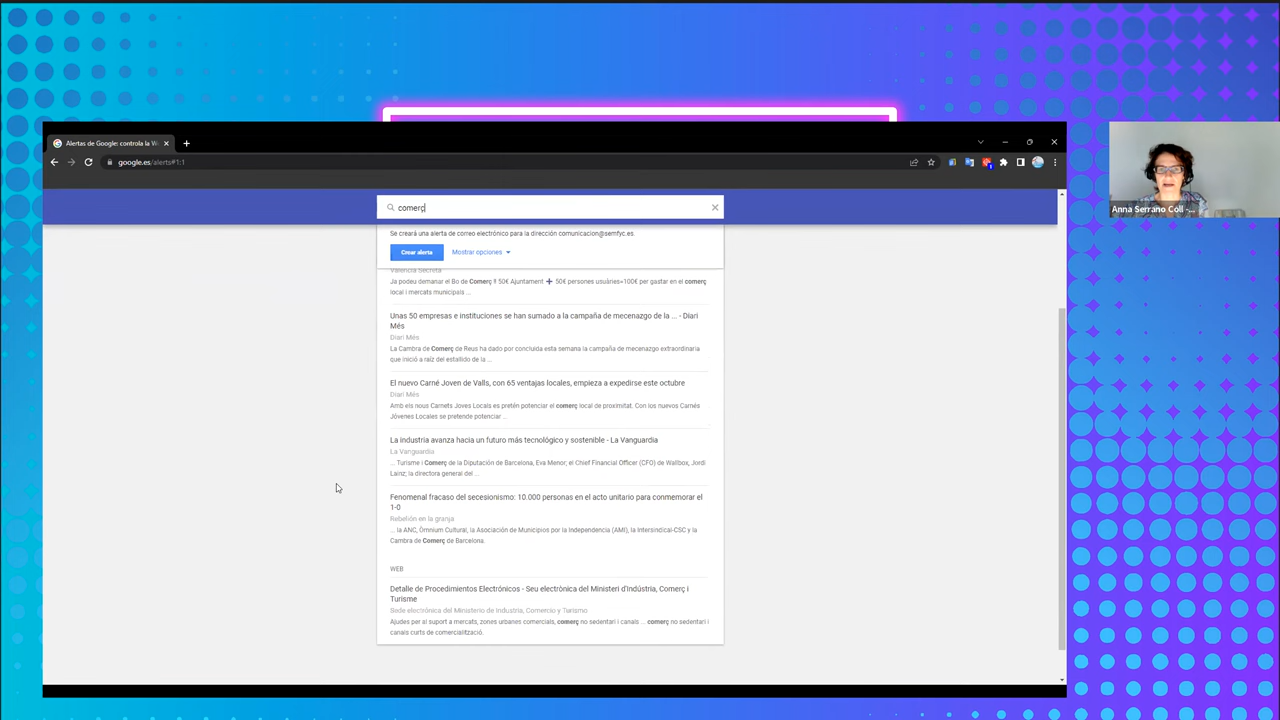 Alertas de Google: controla la W
google.es/alerts#1:1
comerç
Se creará una alerta de correo electrónico para la dirección comunicacion@semfyc.es.
Crear alerta
Mostrar opciones
València Secreta
Ja podeu demanar el Bo de Comerç !! 50€ Ajuntament ➕ 50€ persones usuàries=100€ per gastar en el comerç
local i mercats municipals ...
Unas 50 empresas e instituciones se han sumado a la campaña de mecenazgo de la ... - Diari
Més
Diari Més
La Cambra de Comerç de Reus ha dado por concluida esta semana la campaña de mecenazgo extraordinaria
que inició a raíz del estallido de la ...
El nuevo Carné Joven de Valls, con 65 ventajas locales, empieza a expedirse este octubre
Diari Més
Amb els nous Carnets Joves Locals es pretén potenciar el comerç local de proximitat. Con los nuevos Carnés
Jóvenes Locales se pretende potenciar ...
La industria avanza hacia un futuro más tecnológico y sostenible - La Vanguardia
La Vanguardia
... Turisme i Comerç de la Diputación de Barcelona, Eva Menor; el Chief Financial Officer (CFO) de Wallbox, Jordi
Lainz; la directora general del ...
Fenomenal fracaso del secesionismo: 10.000 personas en el acto unitario para conmemorar el
1-0
Rebelión en la granja
... la ANC, Òmnium Cultural, la Asociación de Municipios por la Independencia (AMI), la Intersindical-CSC y la
Cambra de Comerç de Barcelona.
WEB
Detalle de Procedimientos Electrónicos - Seu electrònica del Ministeri d'Indústria, Comerç i
Turisme
Sede electrónica del Ministerio de Industria, Comercio y Turismo
Ajudes per al suport a mercats, zones urbanes comercials, comerç no sedentari i canals ... comerç no sedentari i
canals curts de comercialització.
Anna Serrano Coll -...